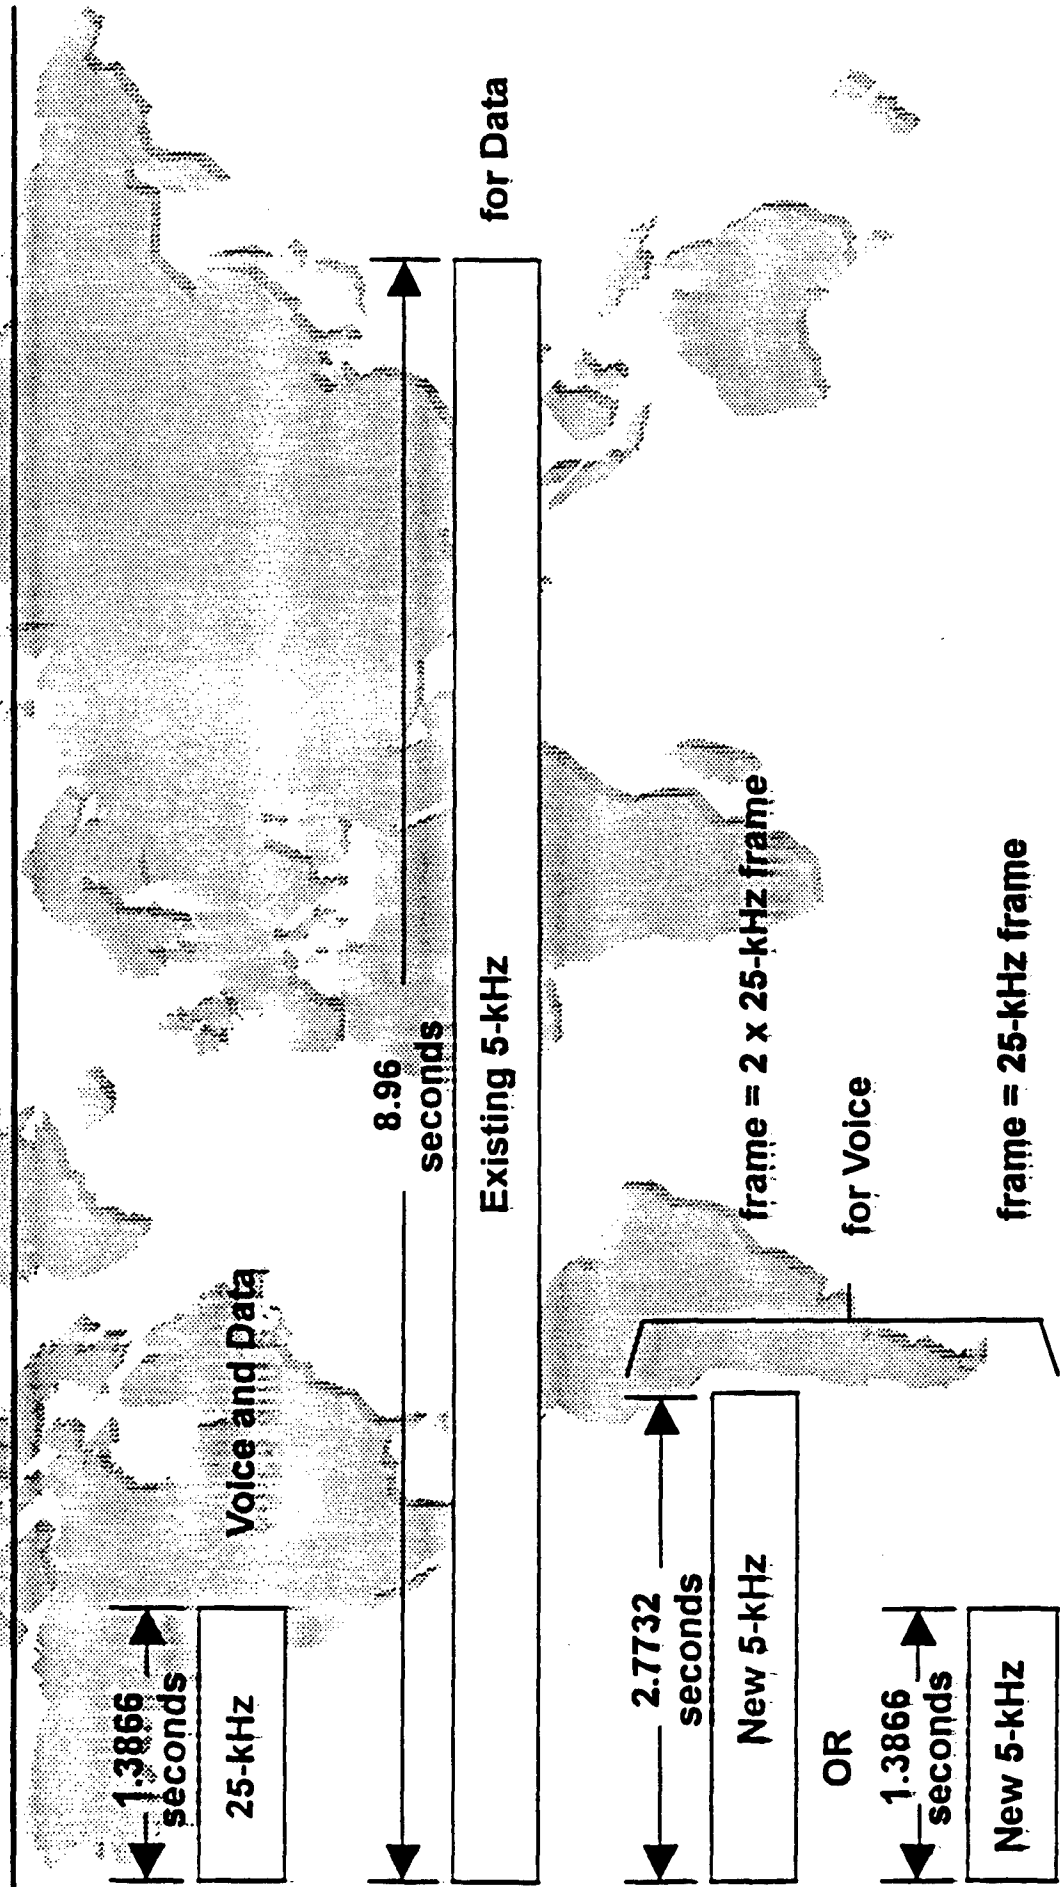 1.3866
seconds
25-kHz
Voice and Data
8.96
seconds
Existing 5-kHz
for Data
2.7732
seconds
New 5-kHz
frame = 2 x 25-kHz frame
OR
for Voice
1.3866
seconds
New 5-kHz
frame = 25-kHz frame